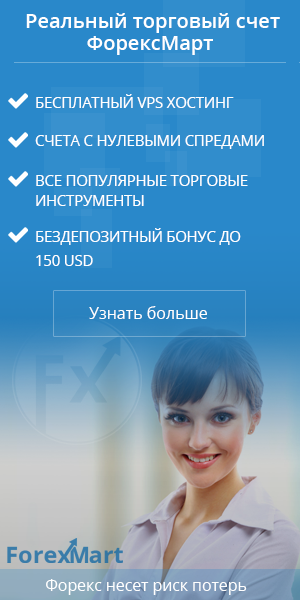 Реальный торговый счет
ФорексМарт
БЕСПЛАТНЫЙ VPS ХОСТИНГ
СЧЕТА С НУЛЕВЫМИ СПРЕДАМИ
ВСЕ ПОПУЛЯРНЫЕ ТОРГОВЫЕ
ИНСТРУМЕНТЫ
БЕЗДЕПОЗИТНЫЙ БОНУС ДО
150 USD
Узнать больше
Fx
ForexMart
Форекс несет риск потерь